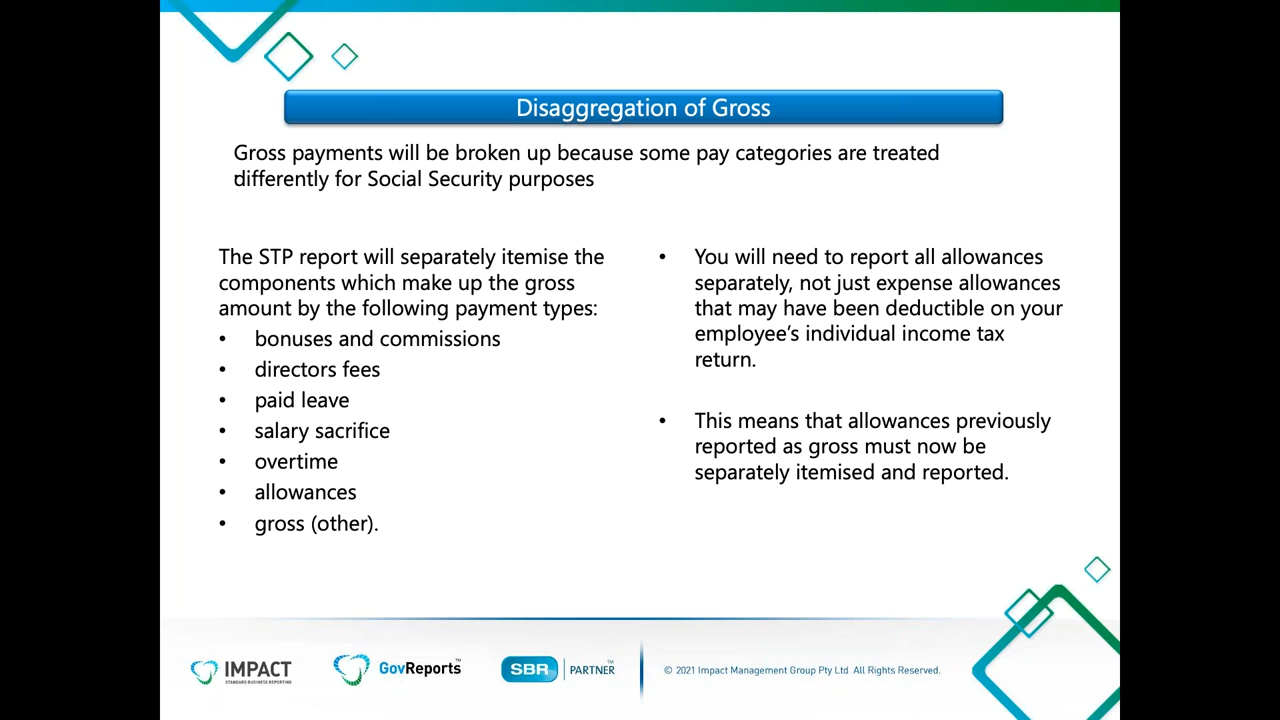 Disaggregation of Gross
Gross payments will be broken up because some pay categories are treated
differently for Social Security purposes
The STP report will separately itemise the
components which make up the gross
amount by the following payment types:
• bonuses and commissions
• directors fees
• paid leave
• salary sacrifice
• overtime
• allowances
• gross (other).
• You will need to report all allowances
separately, not just expense allowances
that may have been deductible on your
employee’s individual income tax
return.
• This means that allowances previously
reported as gross must now be
separately itemised and reported.
IMPACT
STANDARD BUSINESS REPORTING
GovReports™
SBR PARTNER™
© 2021 Impact Management Group Pty Ltd All Rights Reserved.